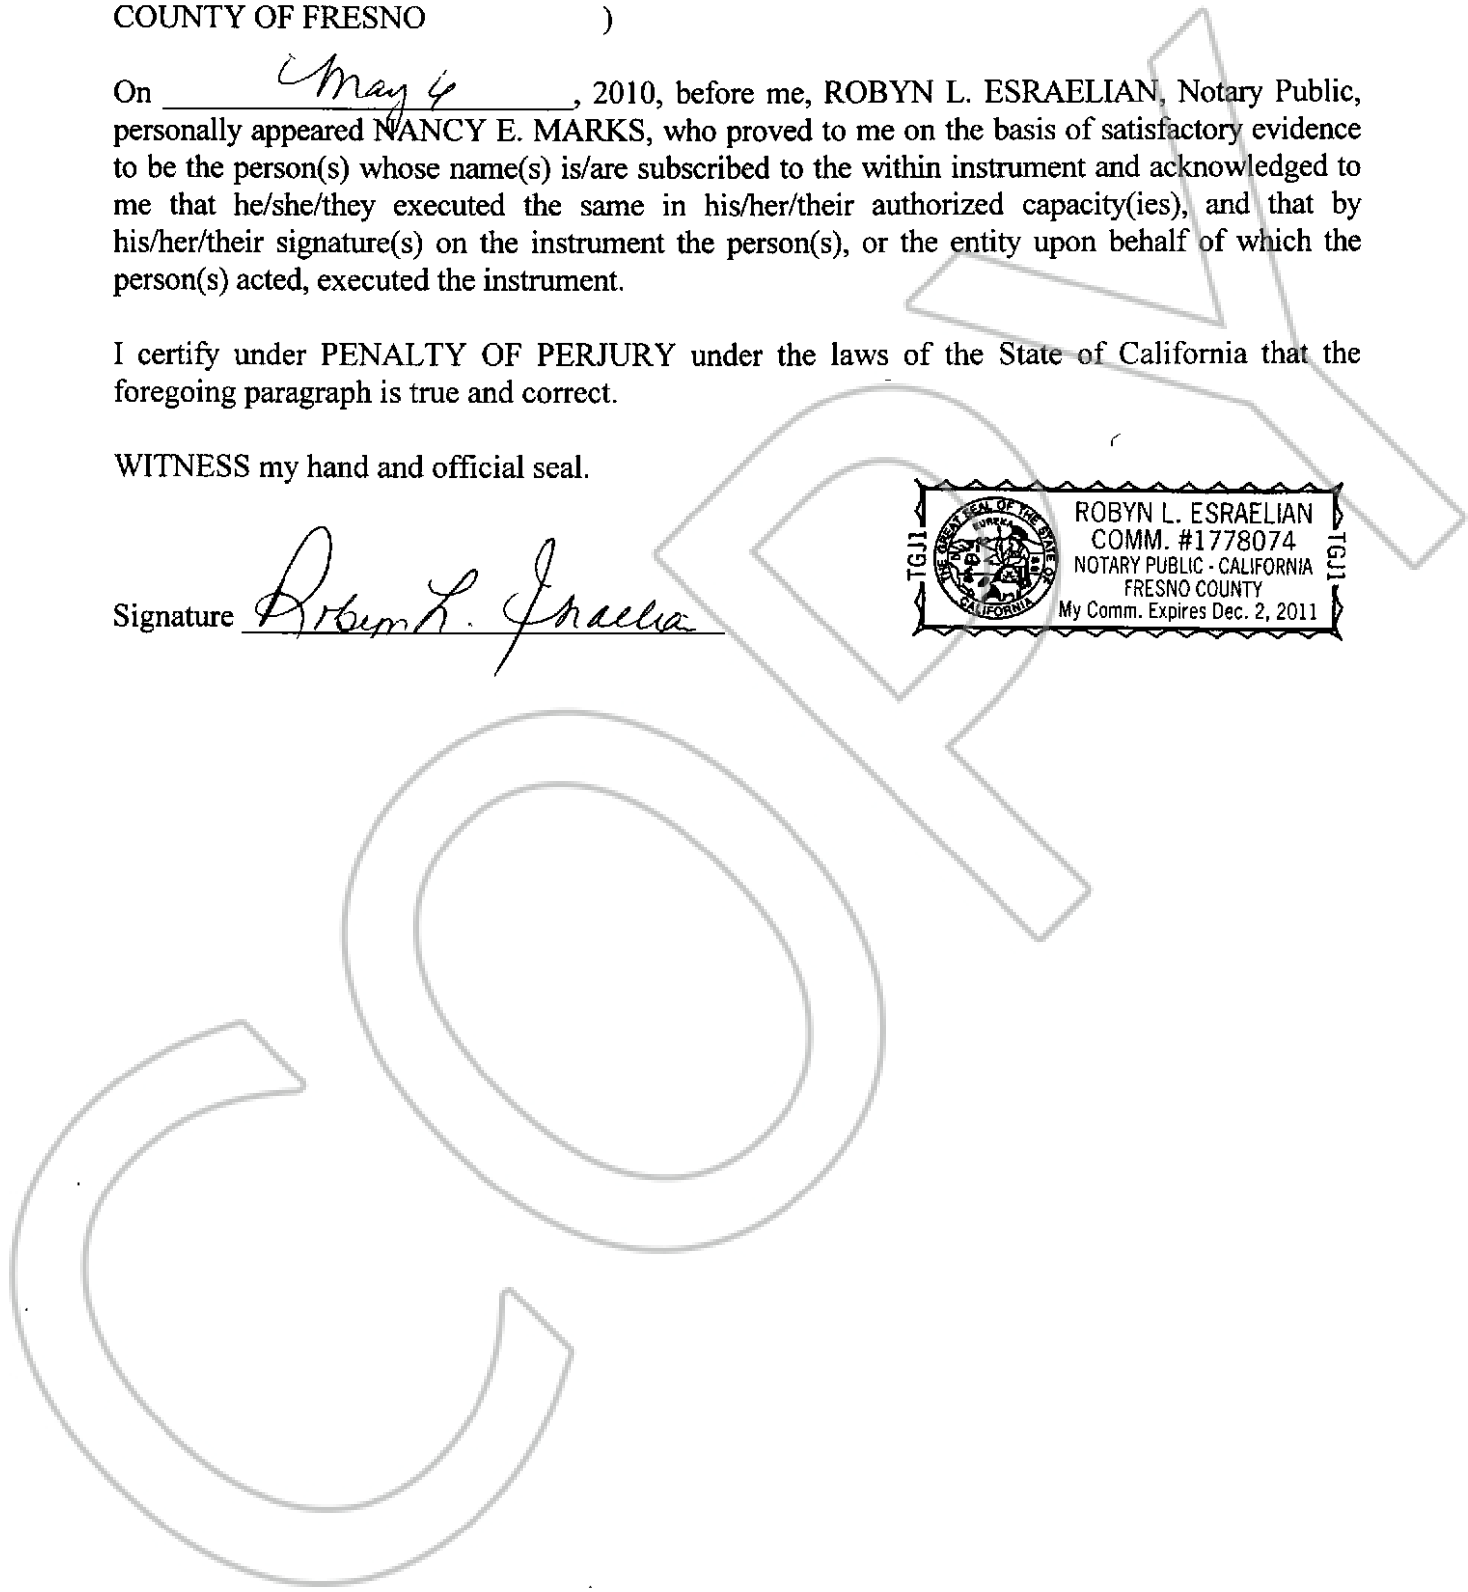 COUNTY OF FRESNO )
On May 6, 2010, before me, ROBYN L. ESRAELIAN, Notary Public,
personally appeared NANCY E. MARKS, who proved to me on the basis of satisfactory evidence
to be the person(s) whose name(s) is/are subscribed to the within instrument and acknowledged to
me that he/she/they executed the same in his/her/their authorized capacity(ies), and that by
his/her/their signature(s) on the instrument the person(s), or the entity upon behalf of which the
person(s) acted, executed the instrument.
I certify under PENALTY OF PERJURY under the laws of the State of California that the
foregoing paragraph is true and correct.
WITNESS my hand and official seal.
Signature Robyn L. Esraelian
TGJ1
THE GREAT SEAL OF THE STATE OF CALIFORNIA
EUREKA
ROBYN L. ESRAELIAN
COMM. #1778074
NOTARY PUBLIC - CALIFORNIA
FRESNO COUNTY
My Comm. Expires Dec. 2, 2011
TGJ1
COPY